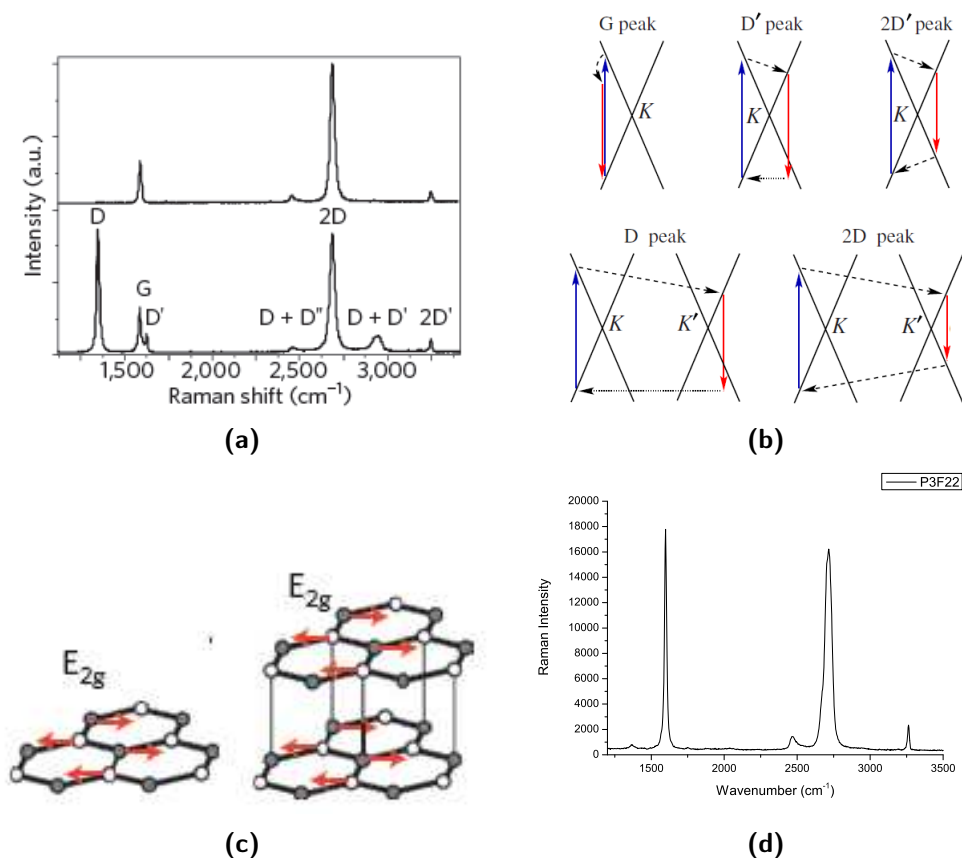 Intensity (a.u.)
D
G
D′
2D
D + D″
D + D′
2D′
1,500 2,000 2,500 3,000
Raman shift (cm⁻¹)
(a)
G peak D′ peak 2D′ peak
K K K
D peak 2D peak
K K′ K K′
(b)
E2g
E2g
(c)
P3F22
Raman Intensity
20000
18000
16000
14000
12000
10000
8000
6000
4000
2000
0
1500 2000 2500 3000 3500
Wavenumber (cm⁻¹)
(d)